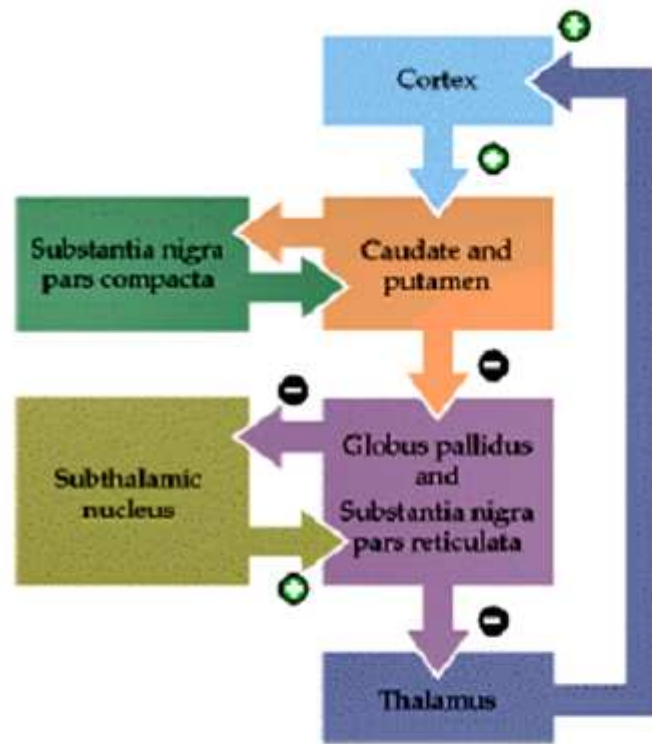 Cortex
Substantia nigra
pars compacta
Caudate and
putamen
Subthalamic
nucleus
Globus pallidus
and
Substantia nigra
pars reticulata
Thalamus